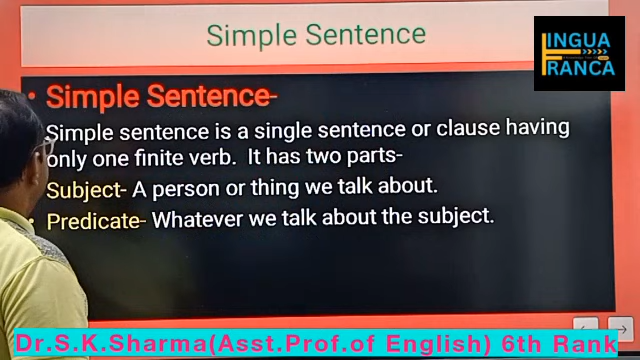 Simple Sentence
LINGUA
FRANCA
• Simple Sentence-
Simple sentence is a single sentence or clause having
only one finite verb. It has two parts-
Subject- A person or thing we talk about.
• Predicate- Whatever we talk about the subject.
Dr.S.K.Sharma(Asst.Prof.of English) 6th Rank